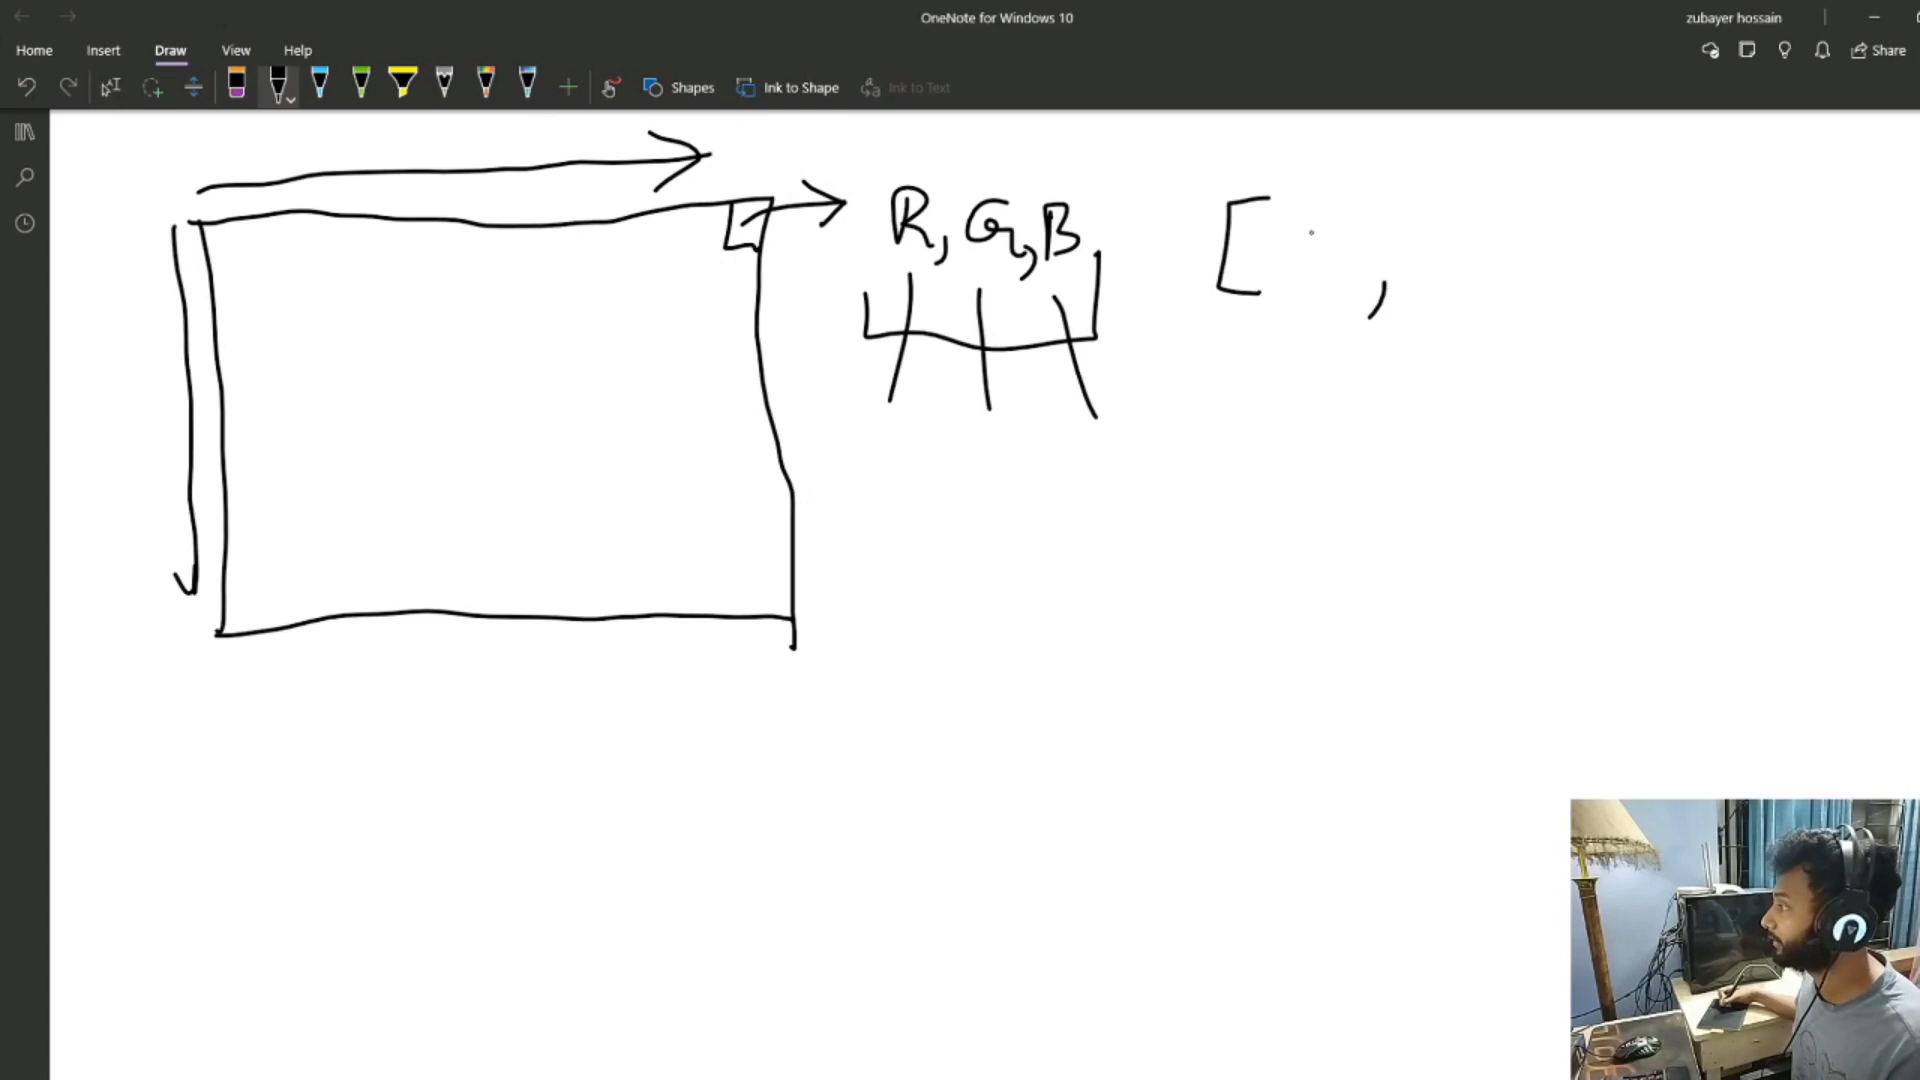 OneNote for Windows 10
zubayer hossain
Home Insert Draw View Help
Share
Shapes Ink to Shape Ink to Text
R, G, B, [ ,